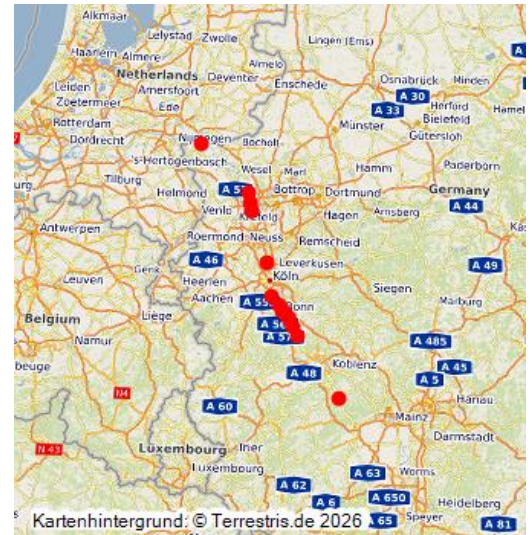 Alkmaar
Lelystad Zwolle
Lingen (Ems)
Haarlem Almere
Almelo
Netherlands Deventer
Osnabrück Minden
Leiden
Amersfoort
Enschede
Zoetermeer
Ede
A 30
Herford
Hamel
Rotterdam
Bielefeld
Münster
A 33
Dordrecht
Bocholt
Gütersloh
's-Hertogenbosch
Wesel Marl
Hamm
Paderborn
Tilburg
Helmond
A 57
Bottrop Dortmund
Germany
Venlo Krefeld
Hagen
Arnsberg
A 44
Antwerpen
Roermond Neuss
Remscheid
A 46
Leverkusen
Genk
Heerlen
Köln
A 49
Leuven
Aachen
Siegen
A 555
Bonn
Marburg
Belgium
Liège
A 56
Namur
A 57
A 485
Koblenz
A 48
A 45
N4
A 5
Hanau
A 60
Mainz
Darmstadt
N 43
Luxembourg
Trier
Luxembourg
A 63
Worms
A 62
A 650
Heidelberg
A 6
A 65
Speyer
A 81
Kartenhintergrund: © Terrestris.de 2026